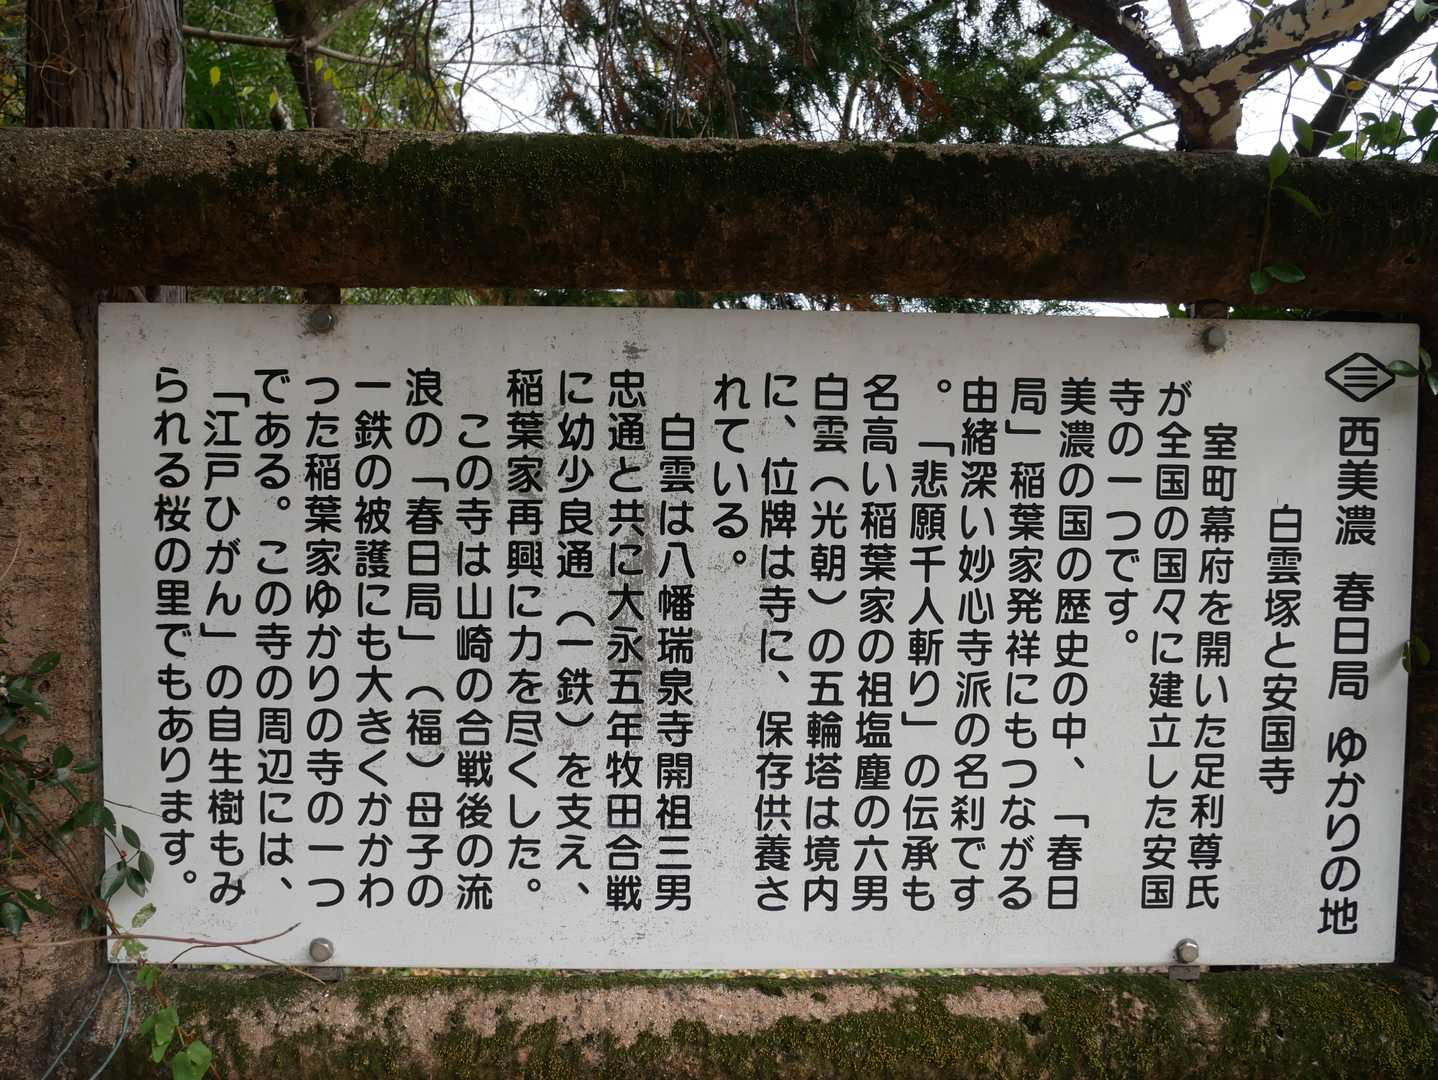 西美濃 春日局 ゆかりの地
白雲塚と安国寺
室町幕府を開いた足利尊氏
が全国の国々に建立した安国
寺の一つです。
美濃の国の歴史の中、「春日
局」稲葉家発祥にもつながる
由緒深い妙心寺派の名刹です
。「悲願千人斬り」の伝承も
名高い稲葉家の祖塩塵の六男
白雲（光朝）の五輪塔は境内
に、位牌は寺に、保存供養さ
れている。
白雲は八幡瑞泉寺開祖三男
忠通と共に大永五年牧田合戦
に幼少良通（一鉄）を支え、
稲葉家再興に力を尽くした。
この寺は山崎の合戦後の流
浪の「春日局」（福）母子の
一鉄の被護にも大きくかかわ
った稲葉家ゆかりの寺の一つ
である。この寺の周辺には、
「江戸ひがん」の自生樹もみ
られる桜の里でもあります。